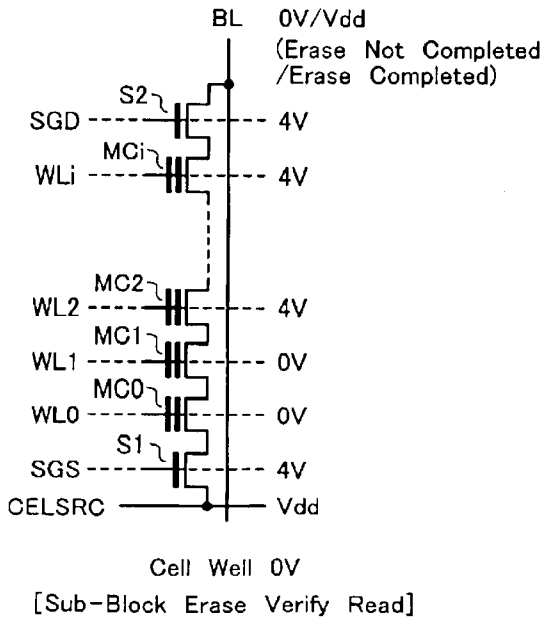 BL 0V/Vdd
(Erase Not Completed
/Erase Completed)
S2
SGD 4V
MCi
WLi 4V
MC2
WL2 4V
MC1
WL1 0V
MC0
WL0 0V
S1
SGS 4V
CELSRC Vdd
Cell Well 0V
[Sub-Block Erase Verify Read]